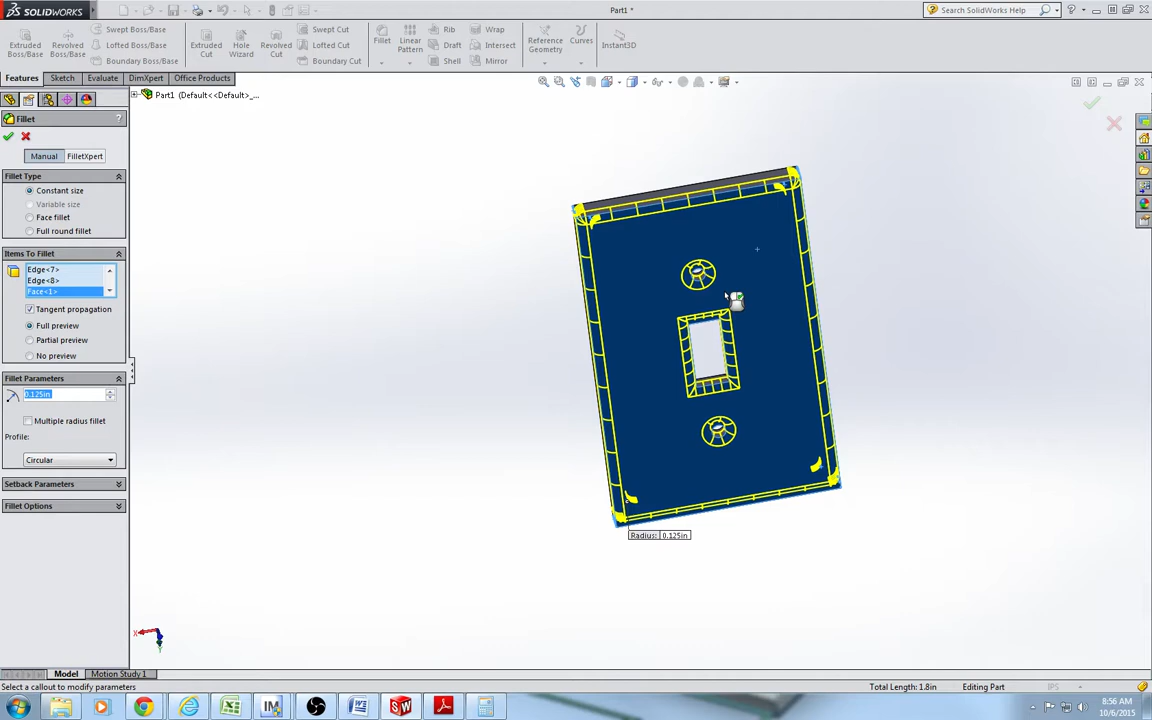 SOLIDWORKS
Part1 *
Search SolidWorks Help
Extruded Boss/Base
Revolved Boss/Base
Swept Boss/Base
Lofted Boss/Base
Boundary Boss/Base
Extruded Cut
Hole Wizard
Revolved Cut
Swept Cut
Lofted Cut
Boundary Cut
Fillet
Linear Pattern
Rib
Draft
Shell
Wrap
Intersect
Mirror
Reference Geometry
Curves
Instant3D
Features
Sketch
Evaluate
DimXpert
Office Products
Part1 (Default<<Default>_...
Fillet
?
Manual
FilletXpert
Fillet Type
Constant size
Variable size
Face fillet
Full round fillet
Items To Fillet
Edge<7>
Edge<8>
Face<1>
Tangent propagation
Full preview
Partial preview
No preview
Fillet Parameters
0.125in
Multiple radius fillet
Profile:
Circular
Setback Parameters
Fillet Options
Radius: 0.125in
X
Y
Model
Motion Study 1
Select a callout to modify parameters
Total Length: 1.8in
Editing Part
IPS
8:56 AM
10/6/2015